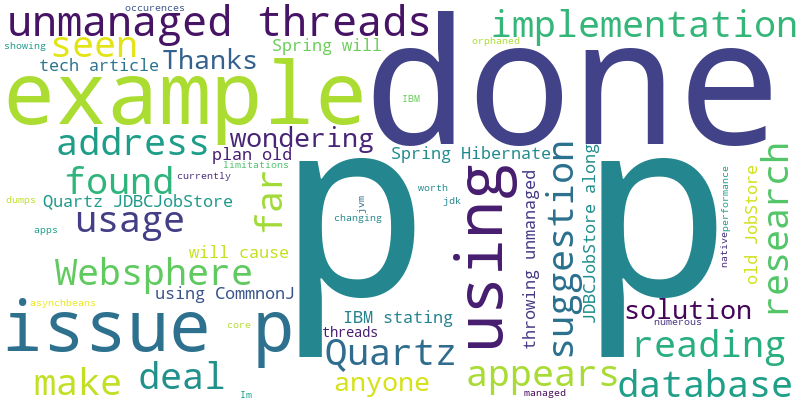 occurences
unmanaged threads
implementation
showing
seen
Thanks
Spring will
orphaned
tech article
example
done
IBM
address
wondering
plan old
Spring Hibernate
limitations
found
currently
far
p p
using
suggestion
JDBCJobStore along
throwing unmanaged
native
performance
old JobStore
research
dumps
Quartz JDBCJobStore
worth
jdk
jvm
changing
usage
apps
will cause
Websphere
using CommnonJ
asynchbeans
issue p
core
IBM stating
threads
solution
numerous
Quartz
reading
make
deal
anyone
appears
database
Im
managed